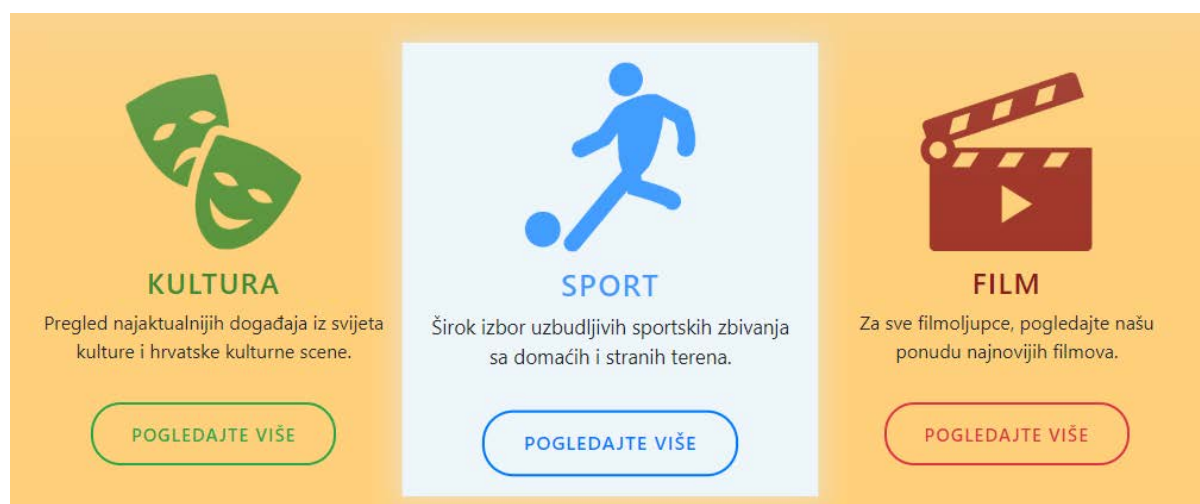 KULTURA
Pregled najaktualnijih događaja iz svijeta
kulture i hrvatske kulturne scene.
POGLEDAJTE VIŠE
SPORT
Širok izbor uzbudljivih sportskih zbivanja
sa domaćih i stranih terena.
POGLEDAJTE VIŠE
FILM
Za sve filmoljupce, pogledajte našu
ponudu najnovijih filmova.
POGLEDAJTE VIŠE